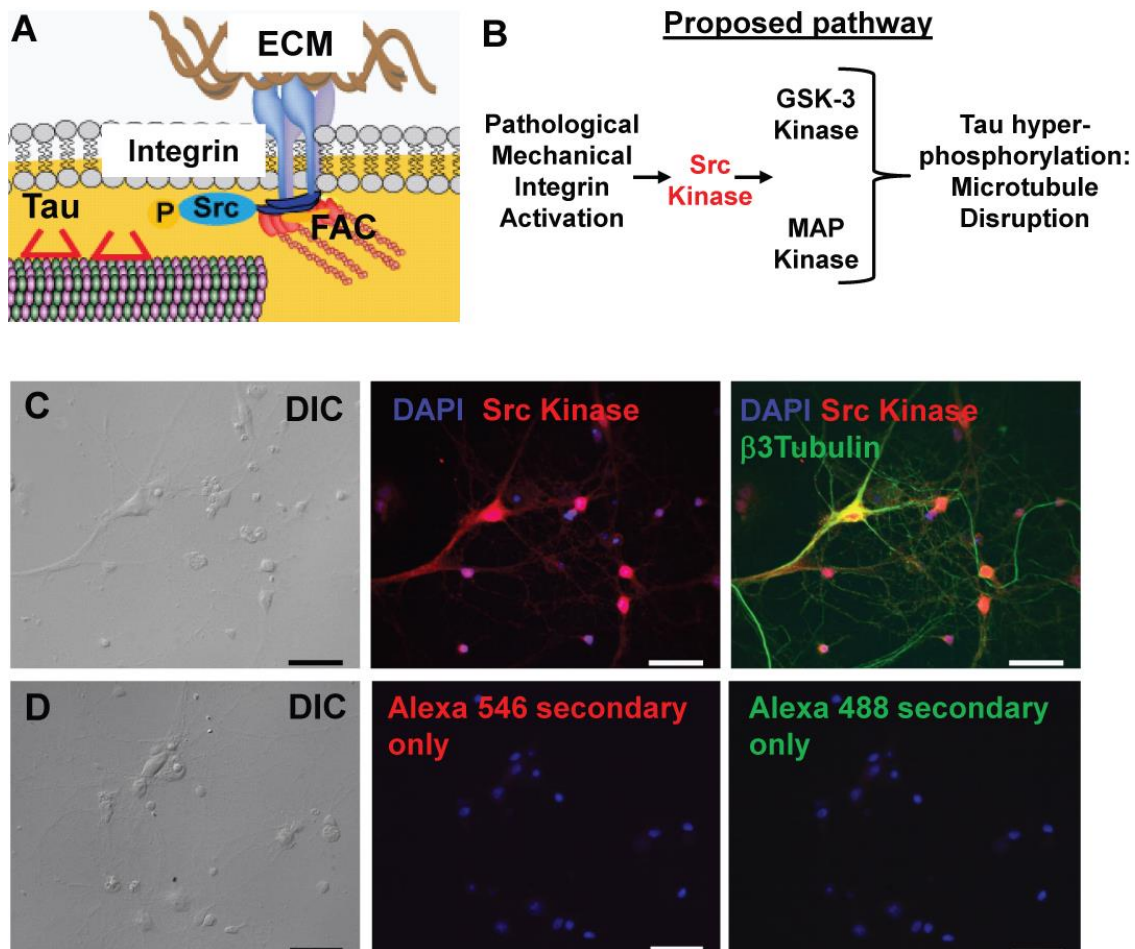 A
ECM
Integrin
Tau
P
Src
FAC
B
Proposed pathway
Pathological
Mechanical
Integrin
Activation
Src
Kinase
GSK-3
Kinase
MAP
Kinase
Tau hyper-
phosphorylation:
Microtubule
Disruption
C
DIC
DAPI Src Kinase
DAPI Src Kinase
β3Tubulin
D
DIC
Alexa 546 secondary
only
Alexa 488 secondary
only